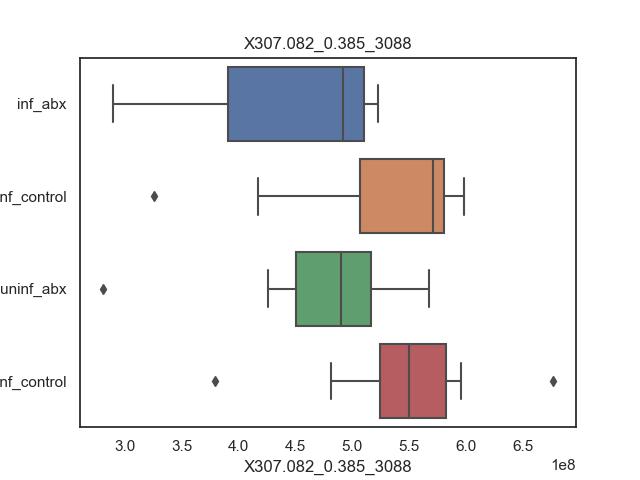 X307.082_0.385_3088
inf_abx
nf_control
uninf_abx
nf_control
3.0 3.5 4.0 4.5 5.0 5.5 6.0 6.5
X307.082_0.385_3088
1e8